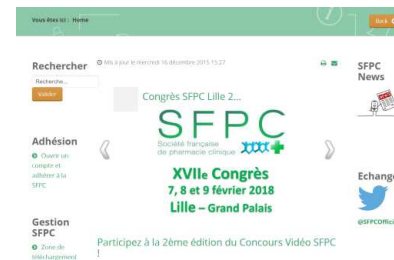 Vous êtes ici : Home
Back
Rechercher
Recherche...
Valider
Mis à jour le mercredi 16 décembre 2015 15:27
SFPC
News
Congrès SFPC Lille 2...
SFPC
Société française
de pharmacie clinique
XVIIe Congrès
7, 8 et 9 février 2018
Lille – Grand Palais
Adhésion
Ouvrir un
compte et
adhérer à la
SFPC
Echange
@SFPCOffici
Gestion
SFPC
Zone de
téléchargement
Participez à la 2ème édition du Concours Vidéo SFPC
!